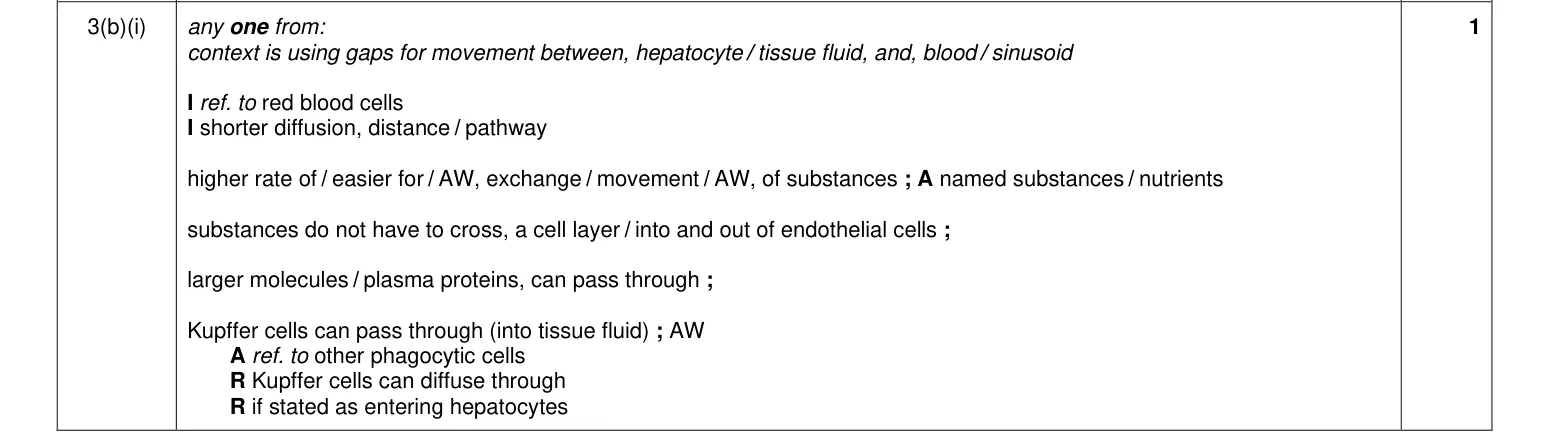 3(b)(i)
any one from:
1
context is using gaps for movement between, hepatocyte / tissue fluid, and, blood / sinusoid
I ref. to red blood cells
I shorter diffusion, distance / pathway
higher rate of / easier for / AW, exchange / movement / AW, of substances ; A named substances / nutrients
substances do not have to cross, a cell layer / into and out of endothelial cells ;
larger molecules / plasma proteins, can pass through ;
Kupffer cells can pass through (into tissue fluid) ; AW
A ref. to other phagocytic cells
R Kupffer cells can diffuse through
R if stated as entering hepatocytes